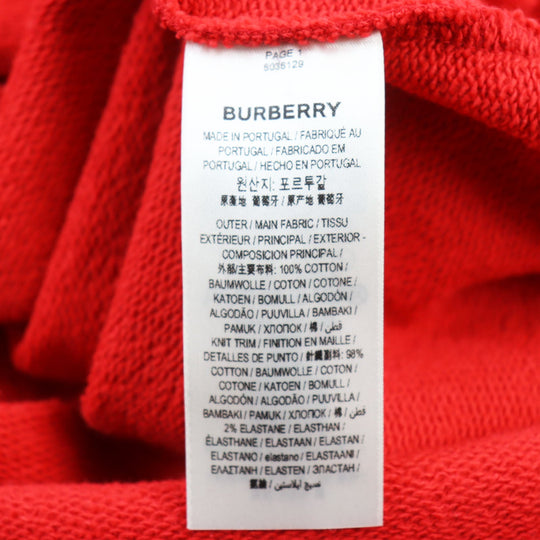 PAGE 1
8036129
BURBERRY
MADE IN PORTUGAL / FABRIQUÉ AU
PORTUGAL / FABRICADO EM
PORTUGAL / HECHO EN PORTUGAL
원산지: 포르투갈
原產地 葡萄牙 / 原产地 葡萄牙
OUTER / MAIN FABRIC / TISSU
EXTÉRIEUR / PRINCIPAL / EXTERIOR -
COMPOSICION PRINCIPAL /
外部/主要布料: 100% COTTON /
BAUMWOLLE / COTON / COTONE /
KATOEN / BOMULL / ALGODÓN /
ALGODÃO / PUUVILLA / BAMBAKI /
PAMUK / ХЛОПОК / 棉 / قطن /
KNIT TRIM / FINITION EN MAILLE /
DETALLES DE PUNTO / 針織副料: 98%
COTTON / BAUMWOLLE / COTON /
COTONE / KATOEN / BOMULL /
ALGODÓN / ALGODÃO / PUUVILLA /
BAMBAKI / PAMUK / ХЛОПОК / 棉 / قطن /
2% ELASTANE / ELASTHAN /
ÉLASTHANE / ELASTAAN / ELASTAN /
ELASTANO / elastano / ELASTAANI /
ΕΛΑΣΤΑΝΗ / ELASTEN / ЭЛАСТАН /
氨綸 / نسيج ايلاستين /